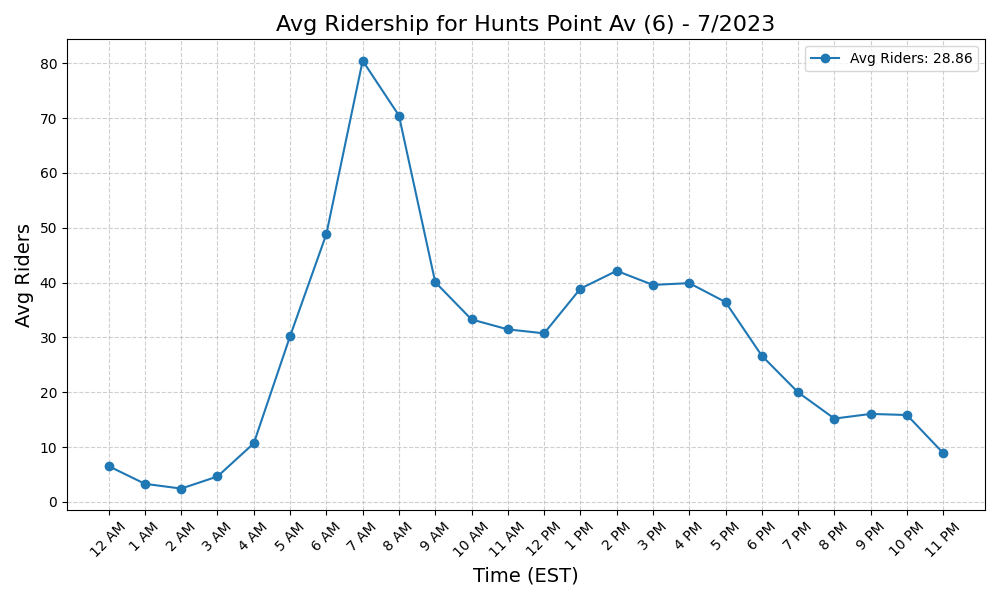 Avg Ridership for Hunts Point Av (6) - 7/2023
Avg Riders: 28.86
Avg Riders
80
70
60
50
40
30
20
10
0
12 AM 1 AM 2 AM 3 AM 4 AM 5 AM 6 AM 7 AM 8 AM 9 AM 10 AM 11 AM 12 PM 1 PM 2 PM 3 PM 4 PM 5 PM 6 PM 7 PM 8 PM 9 PM 10 PM 11 PM
Time (EST)